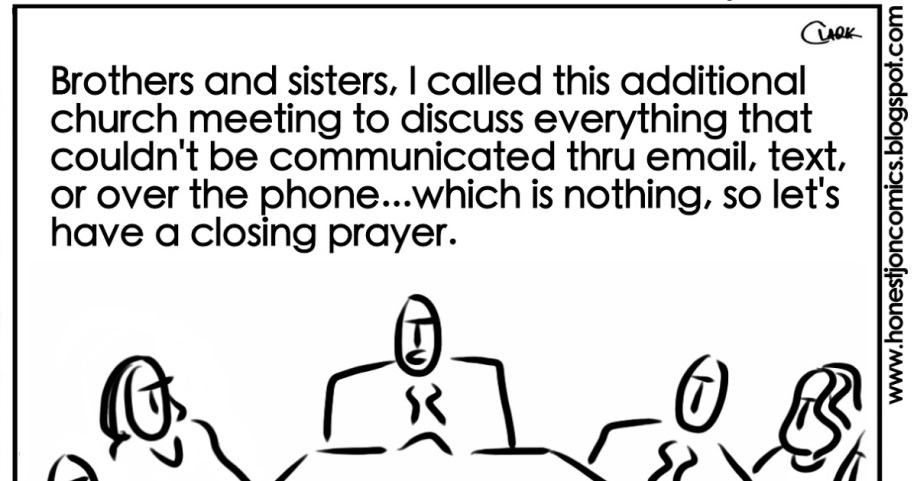 CLARK
Brothers and sisters, I called this additional
church meeting to discuss everything that
couldn't be communicated thru email, text,
or over the phone...which is nothing, so let's
have a closing prayer.
www.honestjoncomics.blogspot.com